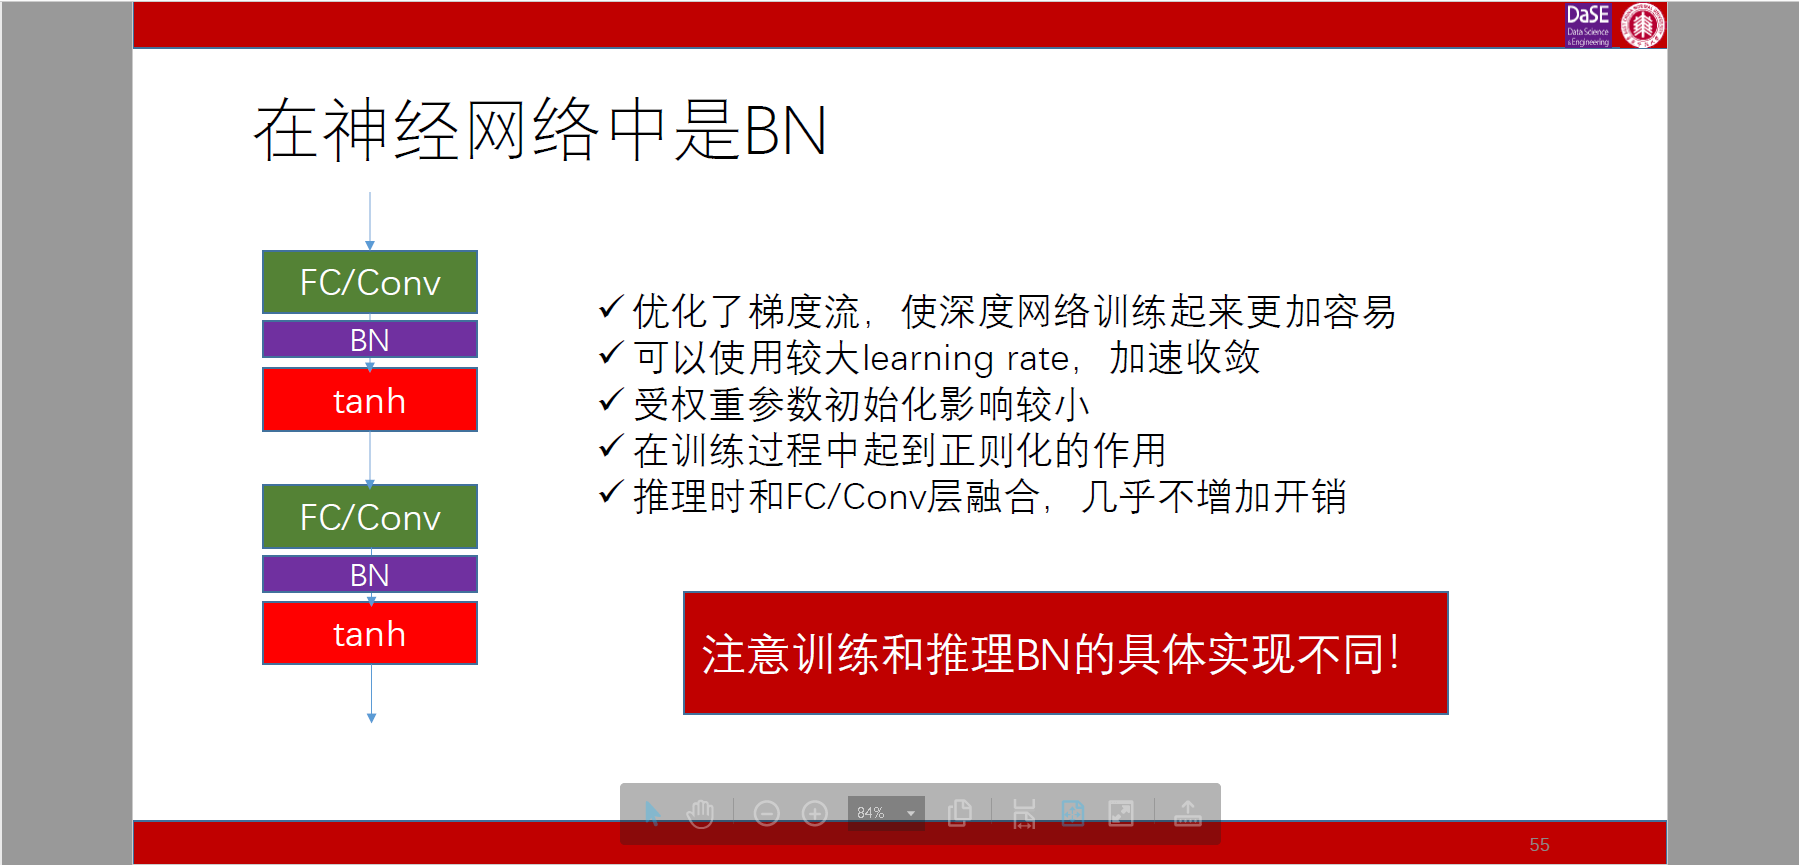 DaSE
Data Science
&Engineering
在神经网络中是BN
FC/Conv
BN
tanh
FC/Conv
BN
tanh
✓优化了梯度流，使深度网络训练起来更加容易
✓可以使用较大learning rate，加速收敛
✓受权重参数初始化影响较小
✓在训练过程中起到正则化的作用
✓推理时和FC/Conv层融合，几乎不增加开销
注意训练和推理BN的具体实现不同！
84%
55